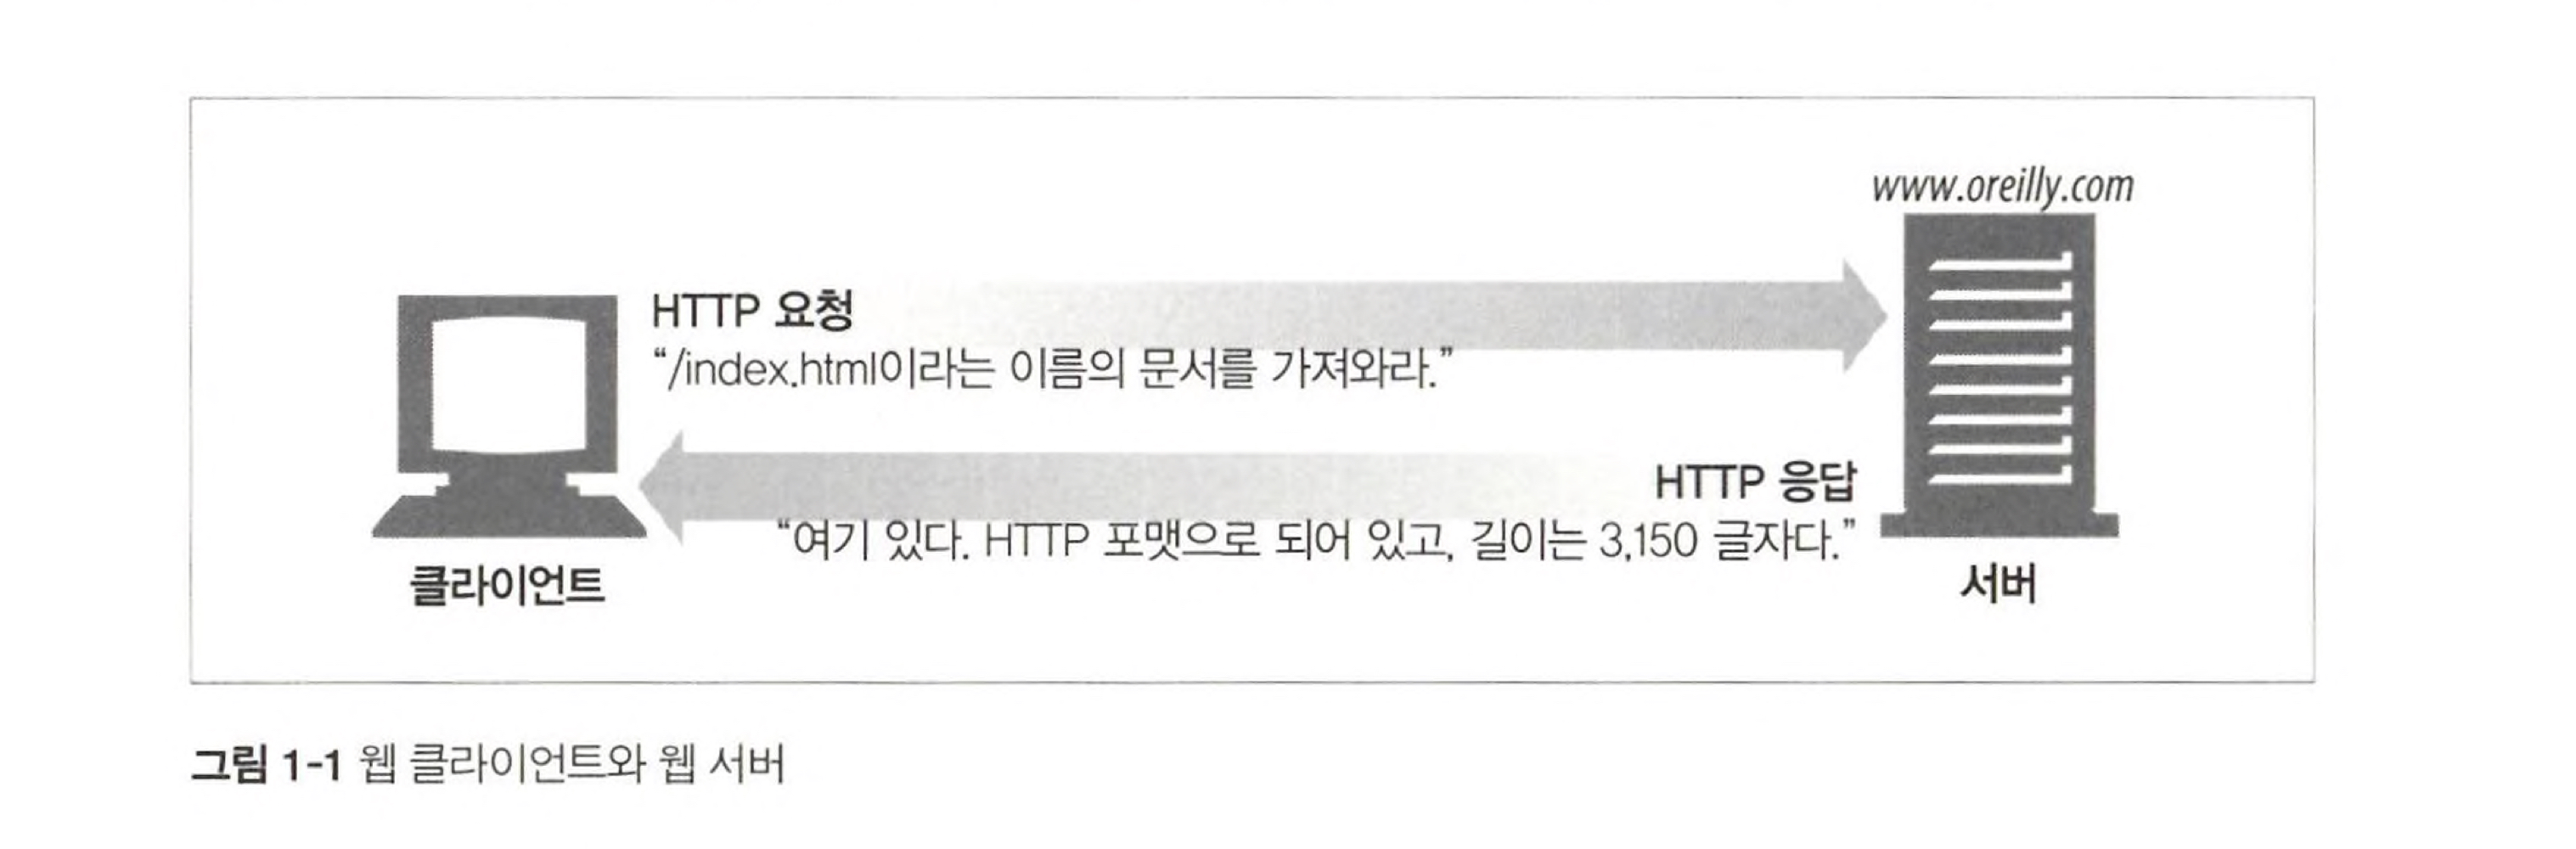 www.oreilly.com
HTTP 요청
“/index.html이라는 이름의 문서를 가져와라.”
HTTP 응답
“여기 있다. HTTP 포맷으로 되어 있고, 길이는 3,150 글자다.”
클라이언트
서버
그림 1-1 웹 클라이언트와 웹 서버